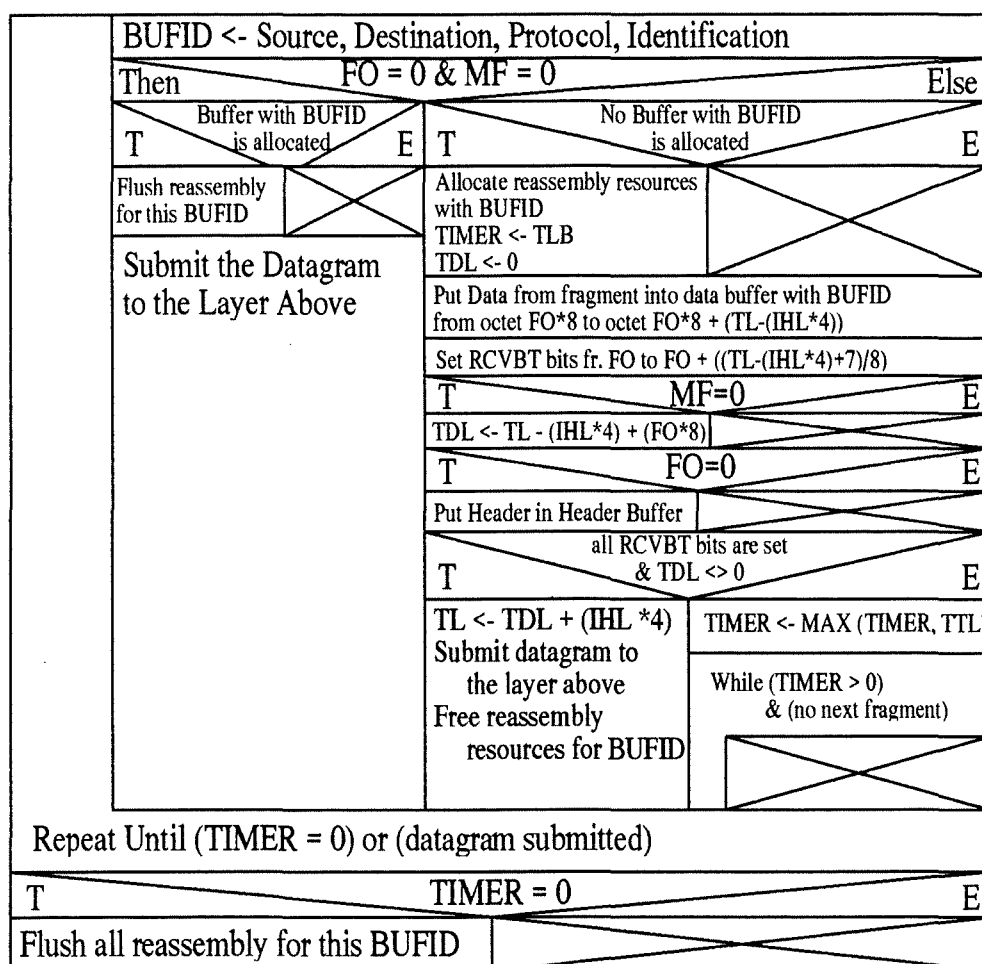 BUFID <- Source, Destination, Protocol, Identification
Then FO = 0 & MF = 0 Else
Buffer with BUFID
T is allocated E
No Buffer with BUFID
T is allocated E
Flush reassembly
for this BUFID
Submit the Datagram
to the Layer Above
Allocate reassembly resources
with BUFID
TIMER <- TLB
TDL <- 0
Put Data from fragment into data buffer with BUFID
from octet FO*8 to octet FO*8 + (TL-(IHL*4))
Set RCVBT bits fr. FO to FO + ((TL-(IHL*4)+7)/8)
T MF=0 E
TDL <- TL - (IHL*4) + (FO*8)
T FO=0 E
Put Header in Header Buffer
all RCVBT bits are set
T & TDL <> 0 E
TL <- TDL + (IHL *4)
Submit datagram to
the layer above
Free reassembly
resources for BUFID
TIMER <- MAX (TIMER, TTL
While (TIMER > 0)
& (no next fragment)
Repeat Until (TIMER = 0) or (datagram submitted)
T TIMER = 0 E
Flush all reassembly for this BUFID